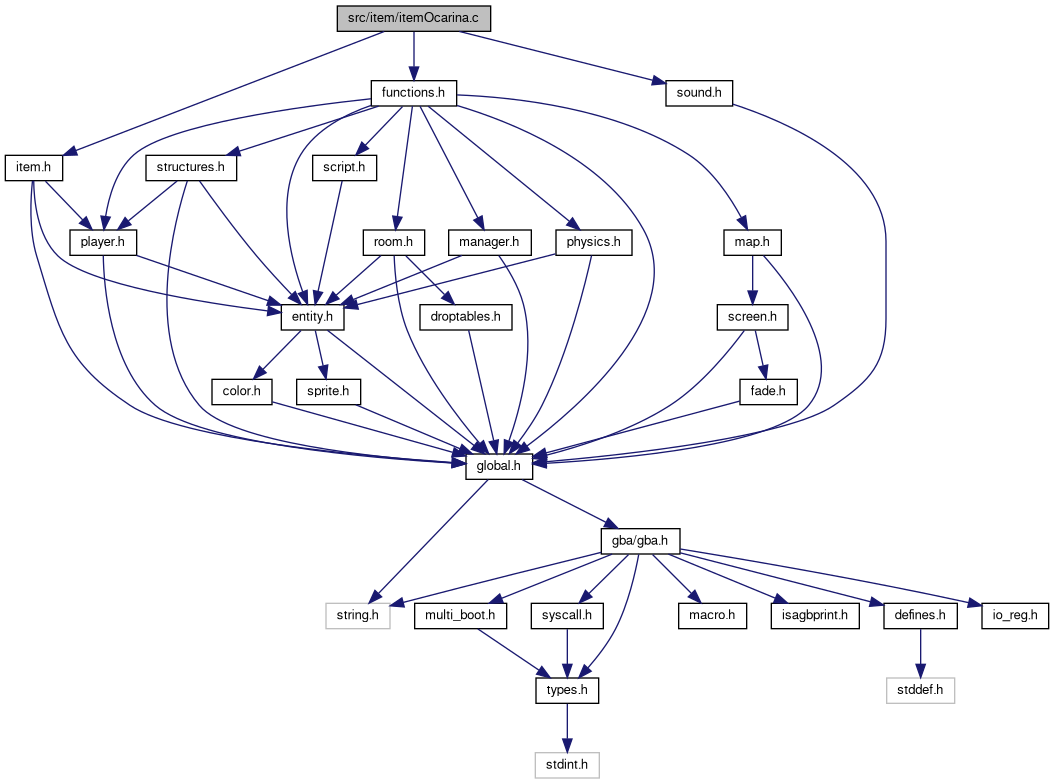 src/item/itemOcarina.c
functions.h
sound.h
item.h
structures.h
script.h
player.h
room.h
manager.h
physics.h
map.h
entity.h
droptables.h
screen.h
color.h
sprite.h
fade.h
global.h
gba/gba.h
string.h
multi_boot.h
syscall.h
macro.h
isagbprint.h
defines.h
io_reg.h
types.h
stddef.h
stdint.h